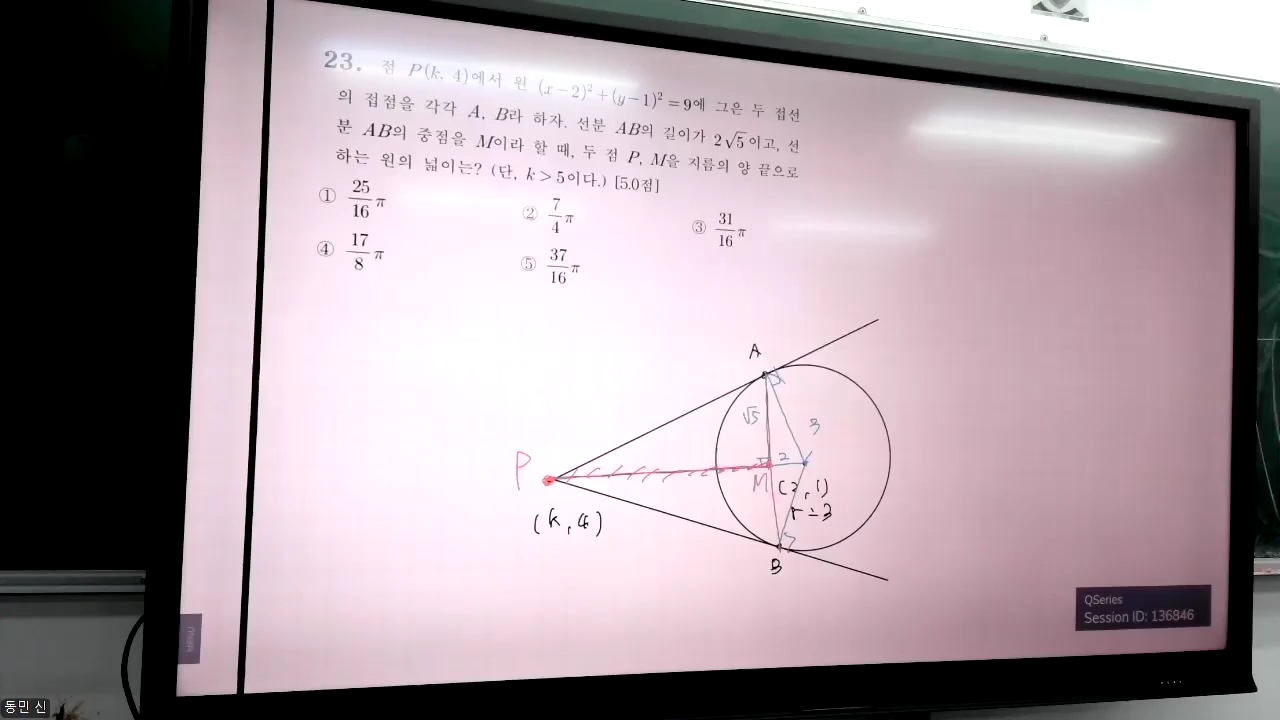 23. 점 P(k, 4)에서 원 (x-2)²+(y-1)²=9에 그은 두 접선
의 접점을 각각 A, B라 하자. 선분 AB의 길이가 2√5이고, 선
분 AB의 중점을 M이라 할 때, 두 점 P, M을 지름의 양 끝으로
하는 원의 넓이는? (단, k>5이다.) [5.0점]
① 25/16 π ② 7/4 π ③ 31/16 π
④ 17/8 π ⑤ 37/16 π
A
√5 3
P 2
M (2, 1)
(k, 4) r=3
B
QSeries
Session ID: 136846
동민 신